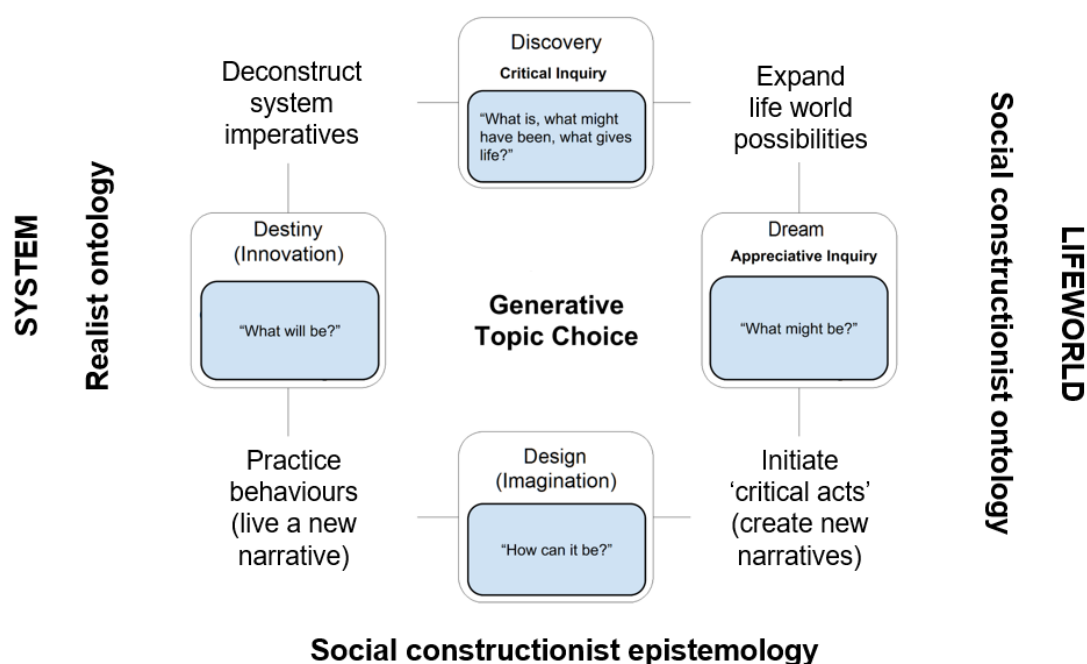 Discovery
Critical Inquiry
“What is, what might
have been, what gives
life?”
Deconstruct
system
imperatives
Expand
life world
possibilities
SYSTEM
Realist ontology
Destiny
(Innovation)
“What will be?”
Generative
Topic Choice
Dream
Appreciative Inquiry
“What might be?”
Social constructionist ontology
LIFEWORLD
Practice
behaviours
(live a new
narrative)
Design
(Imagination)
“How can it be?”
Initiate
‘critical acts’
(create new
narratives)
Social constructionist epistemology